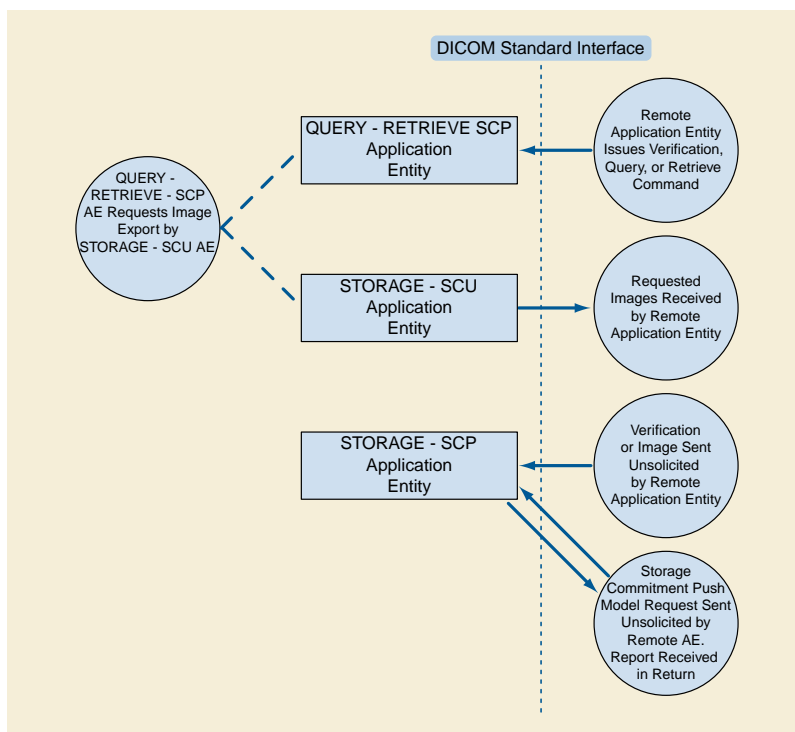 DICOM Standard Interface
QUERY - RETRIEVE SCP
Application
Entity
Remote
Application Entity
Issues Verification,
Query, or Retrieve
Command
QUERY -
RETRIEVE - SCP
AE Requests Image
Export by
STORAGE - SCU AE
STORAGE - SCU
Application
Entity
Requested
Images Received
by Remote
Application Entity
STORAGE - SCP
Application
Entity
Verification
or Image Sent
Unsolicited
by Remote
Application Entity
Storage
Commitment Push
Model Request Sent
Unsolicited by
Remote AE.
Report Received
in Return